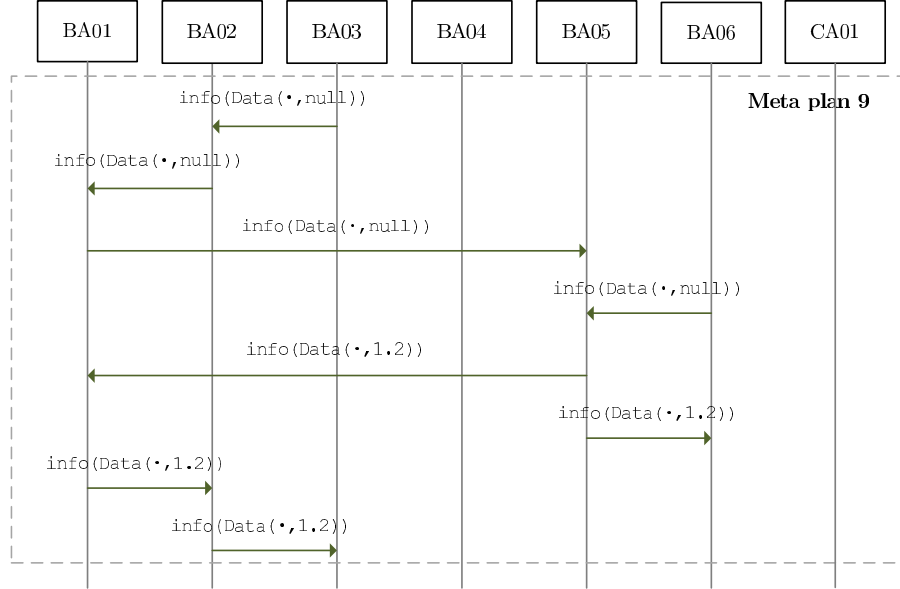 BA01 BA02 BA03 BA04 BA05 BA06 CA01
info(Data(•,null))
Meta plan 9
info(Data(•,null))
info(Data(•,null))
info(Data(•,null))
info(Data(•,1.2))
info(Data(•,1.2))
info(Data(•,1.2))
info(Data(•,1.2))